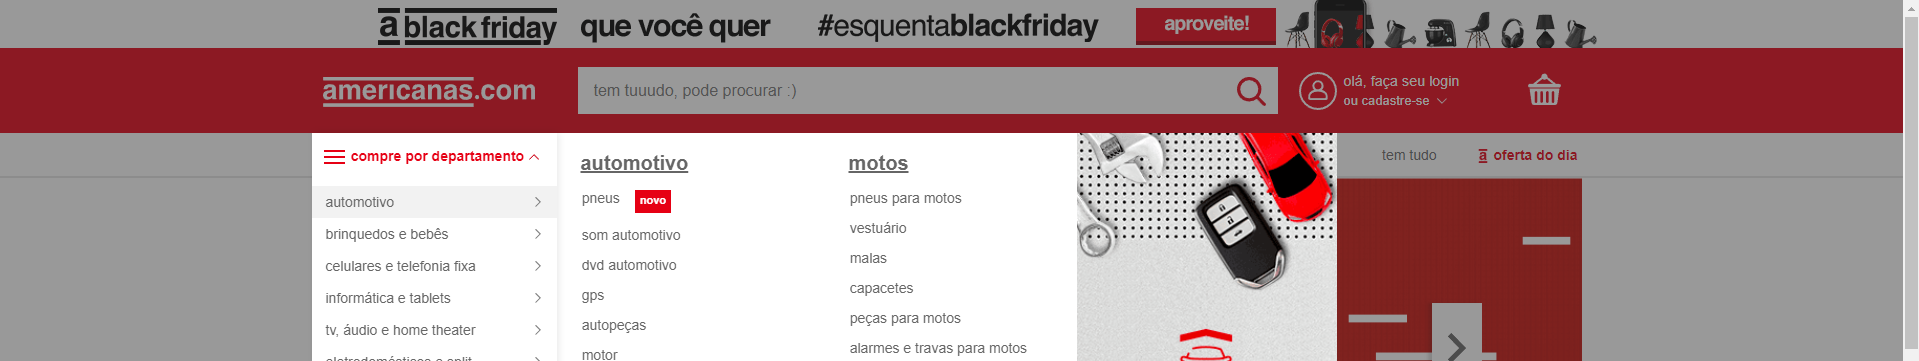 a blackfriday que você quer #esquentablackfriday aproveite!
americanas.com
tem tuuudo, pode procurar :)
olá, faça seu login
ou cadastre-se
compre por departamento
tem tudo
a oferta do dia
automotivo
brinquedos e bebês
celulares e telefonia fixa
informática e tablets
tv, áudio e home theater
eletrodomésticos e split
automotivo
pneus novo
som automotivo
dvd automotivo
gps
autopeças
motor
motos
pneus para motos
vestuário
malas
capacetes
peças para motos
alarmes e travas para motos